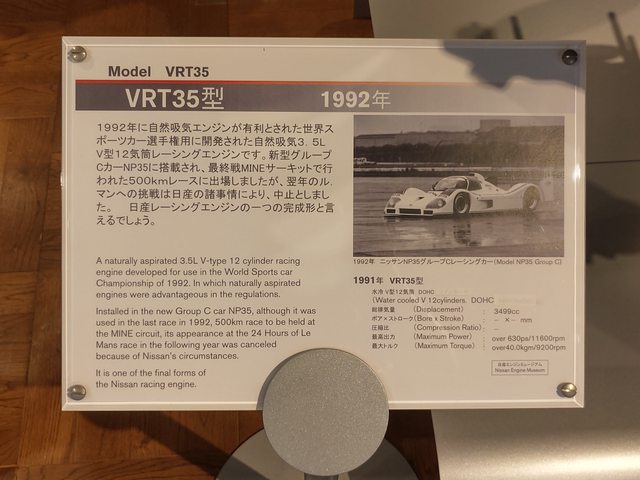 Model VRT35
VRT35型 1992年
1992年に自然吸気エンジンが有利とされた世界ス
ポーツカー選手権用に開発された自然吸気3. 5L
V型12気筒レーシングエンジンです。新型グループ
CカーNP35に搭載され、最終戦MINEサーキットで行
われた500kmレースに出場しましたが、翌年のル.
マンへの挑戦は日産の諸事情により、中止としまし
た。 日産レーシングエンジンの一つの完成形と言
えるでしょう。
A naturally aspirated 3.5L V-type 12 cylinder racing
engine developed for use in the World Sports car
Championship of 1992. In which naturally aspirated
engines were advantageous in the regulations.
Installed in the new Group C car NP35, although it was
used in the last race in 1992, 500km race to be held at
the MINE circuit, its appearance at the 24 Hours of Le
Mans race in the following year was canceled
because of Nissan's circumstances.
It is one of the final forms of
the Nissan racing engine.
1992年 ニッサンNP35グループCレーシングカー(Model NP35 Group C)
1991年 VRT35型
水冷 V型12気筒 DOHC
(Water cooled V 12cylinders. DOHC
総排気量 (Displacement) : 3499cc
ボア×ストローク(Bore x Stroke) : - ×- mm
圧縮比 (Compression Ratio) : -
最高出力 (Maximum Power) : over 630ps/11600rpm
最大トルク (Maximum Torque) : over40.0kgm/9200rpm
日産エンジンミュージアム
Nissan Engine Museum